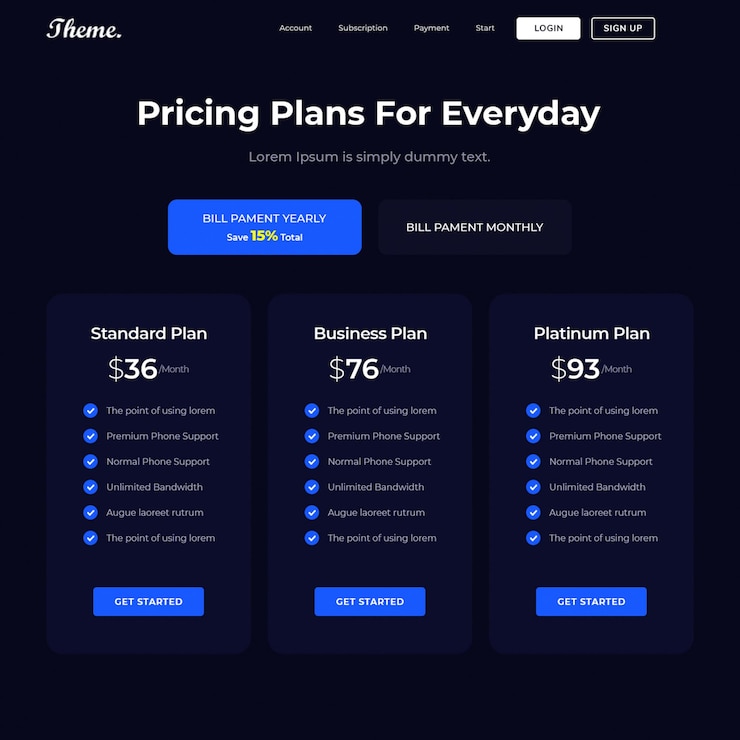 Theme.
Account Subscription Payment Start LOGIN SIGN UP
Pricing Plans For Everyday
Lorem Ipsum is simply dummy text.
BILL PAMENT YEARLY
Save 15% Total
BILL PAMENT MONTHLY
Standard Plan
$36/Month
The point of using lorem
Premium Phone Support
Normal Phone Support
Unlimited Bandwidth
Augue laoreet rutrum
The point of using lorem
GET STARTED
Business Plan
$76/Month
The point of using lorem
Premium Phone Support
Normal Phone Support
Unlimited Bandwidth
Augue laoreet rutrum
The point of using lorem
GET STARTED
Platinum Plan
$93/Month
The point of using lorem
Premium Phone Support
Normal Phone Support
Unlimited Bandwidth
Augue laoreet rutrum
The point of using lorem
GET STARTED